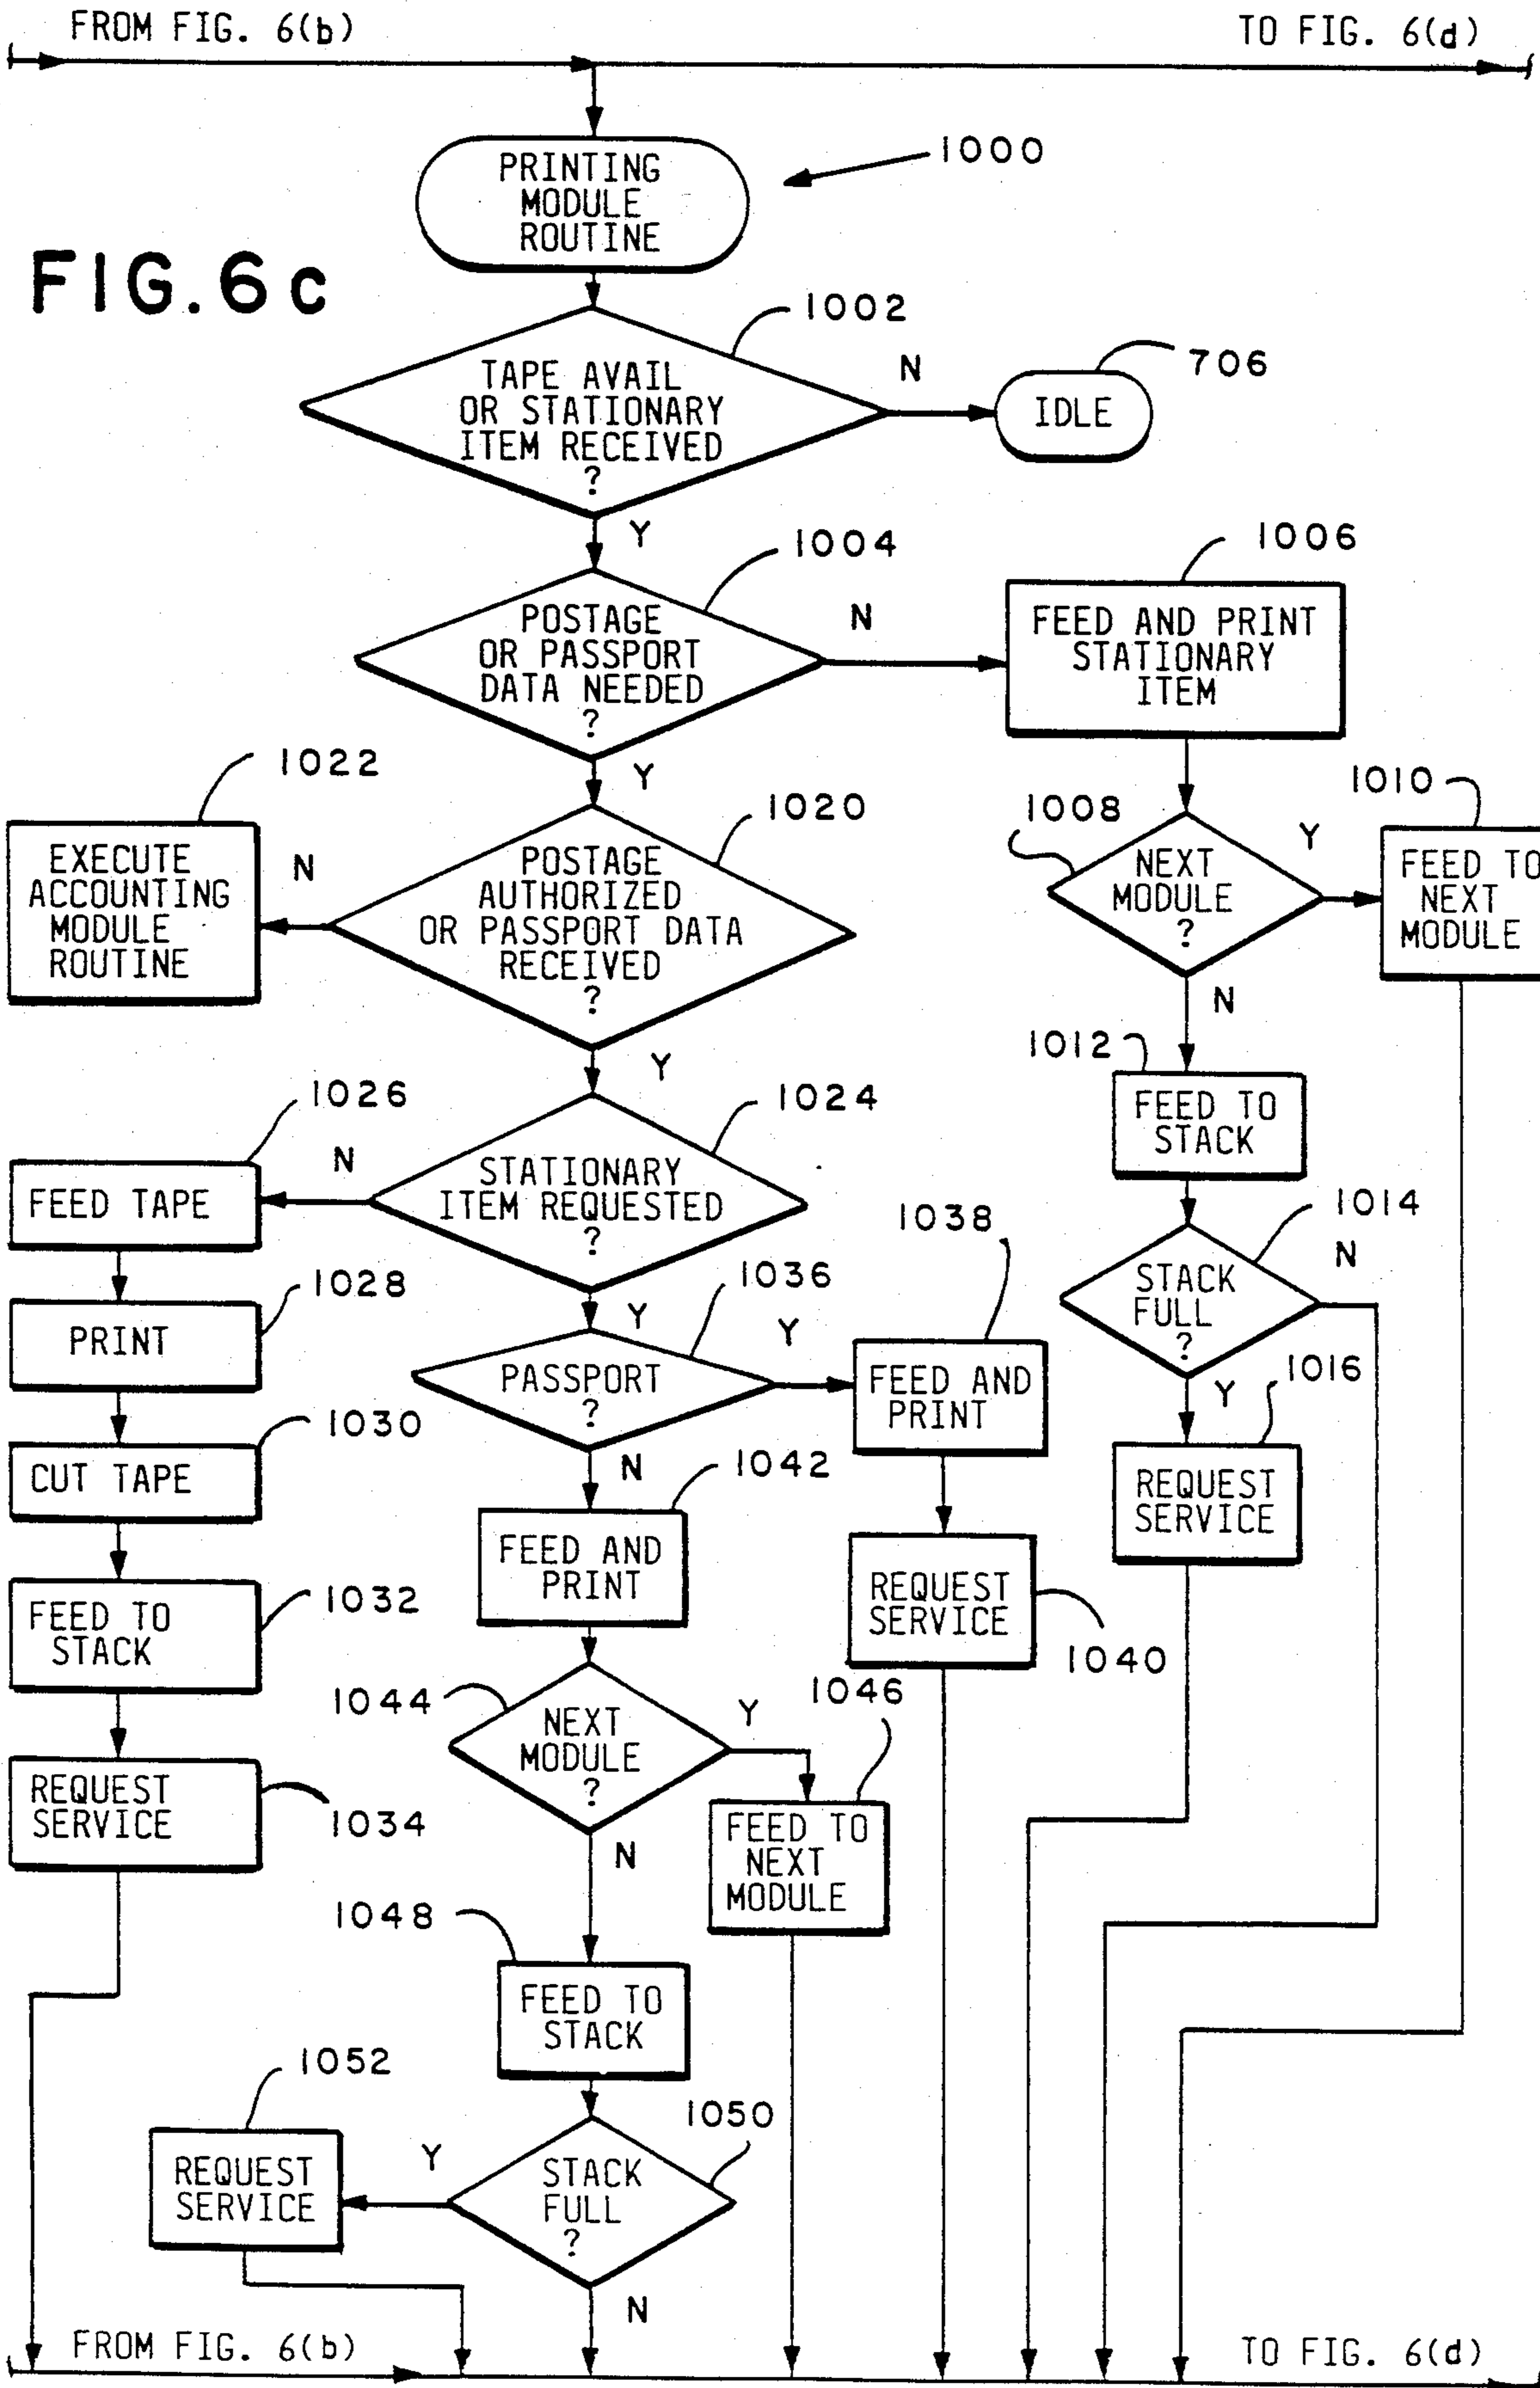 FROM FIG. 6(b)
TO FIG. 6(d)
PRINTING
MODULE
ROUTINE
1000
FIG.6c
1002
TAPE AVAIL
OR STATIONARY
ITEM RECEIVED
?
N
706
IDLE
Y
1004
POSTAGE
OR PASSPORT
DATA NEEDED
?
N
1006
FEED AND PRINT
STATIONARY
ITEM
Y
1022
EXECUTE
ACCOUNTING
MODULE
ROUTINE
N
1020
POSTAGE
AUTHORIZED
OR PASSPORT DATA
RECEIVED
?
1008
NEXT
MODULE
?
Y
1010
FEED TO
NEXT
MODULE
N
Y
1012
FEED TO
STACK
1026
FEED TAPE
N
1024
STATIONARY
ITEM REQUESTED
?
1014
STACK
FULL
?
N
1038
1028
PRINT
Y
1036
PASSPORT
?
Y
FEED AND
PRINT
Y
1016
REQUEST
SERVICE
1030
CUT TAPE
N
1042
FEED AND
PRINT
REQUEST
SERVICE
1040
1032
FEED TO
STACK
1044
NEXT
MODULE
?
Y
1046
FEED TO
NEXT
MODULE
REQUEST
SERVICE
1034
N
1048
FEED TO
STACK
1052
REQUEST
SERVICE
Y
1050
STACK
FULL
?
N
FROM FIG. 6(b)
TO FIG. 6(d)